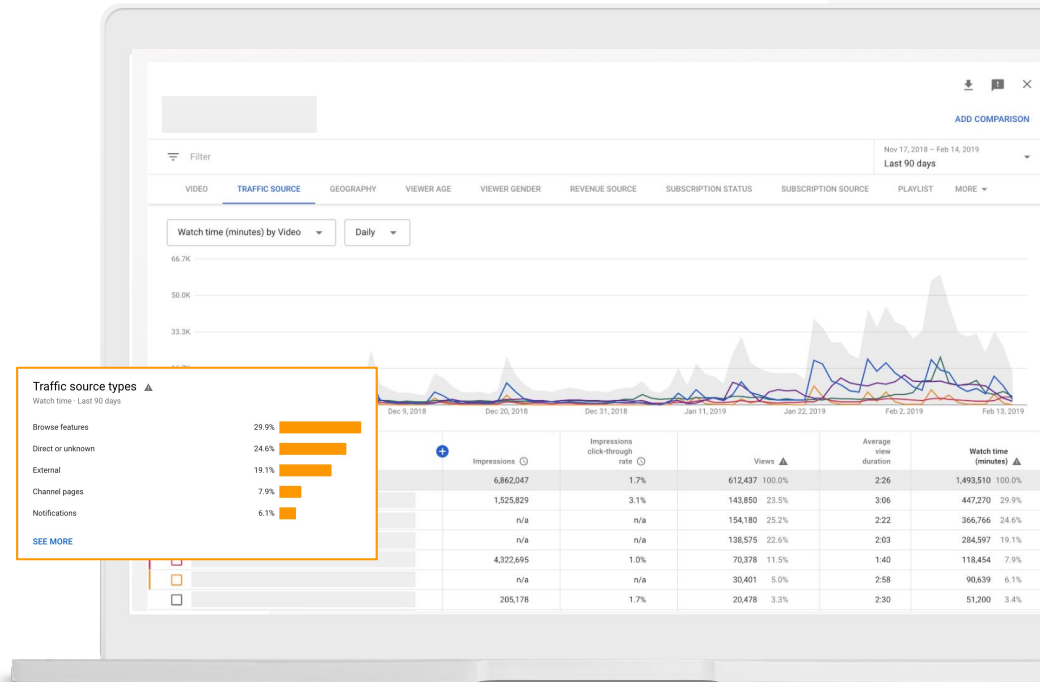 ADD COMPARISON
Filter
Nov 17, 2018 – Feb 14, 2019
Last 90 days
VIDEO TRAFFIC SOURCE GEOGRAPHY VIEWER AGE VIEWER GENDER REVENUE SOURCE SUBSCRIPTION STATUS SUBSCRIPTION SOURCE PLAYLIST MORE
Watch time (minutes) by Video Daily
66.7K
50.0K
33.3K
Dec 9, 2018 Dec 20, 2018 Dec 31, 2018 Jan 11, 2019 Jan 22, 2019 Feb 2, 2019 Feb 13, 2019
Traffic source types
Watch time · Last 90 days
Browse features 29.9%
Direct or unknown 24.6%
External 19.1%
Channel pages 7.9%
Notifications 6.1%
SEE MORE
Impressions
Impressions
click-through
rate
Views
Average
view
duration
Watch time
(minutes)
6,862,047 1.7% 612,437 100.0% 2:26 1,493,510 100.0%
1,525,829 3.1% 143,850 23.5% 3:06 447,270 29.9%
n/a n/a 154,180 25.2% 2:22 366,766 24.6%
n/a n/a 138,575 22.6% 2:03 284,597 19.1%
4,322,695 1.0% 70,378 11.5% 1:40 118,454 7.9%
n/a n/a 30,401 5.0% 2:58 90,639 6.1%
205,178 1.7% 20,478 3.3% 2:30 51,200 3.4%